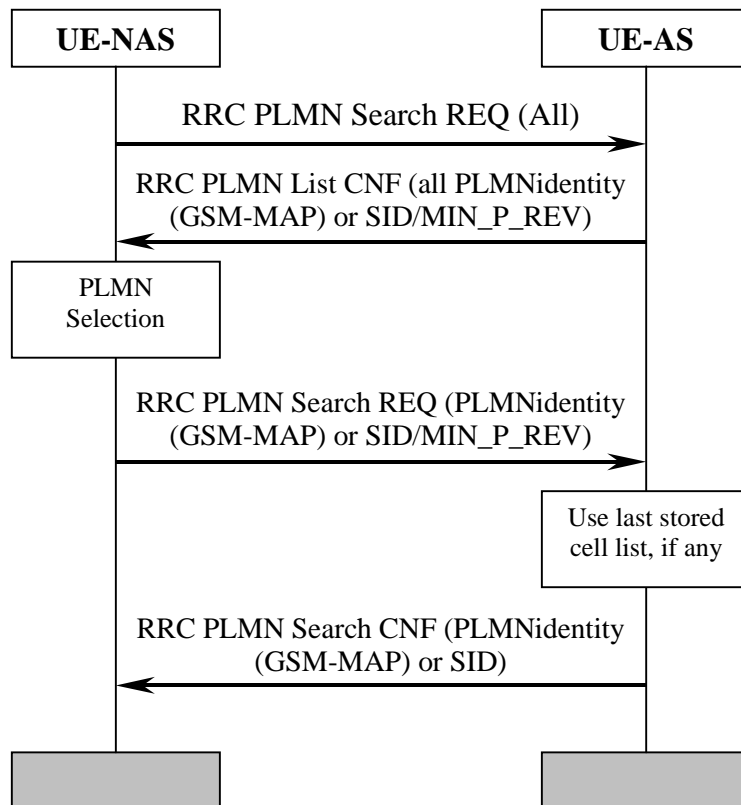 UE-NAS
UE-AS
RRC PLMN Search REQ (All)
RRC PLMN List CNF (all PLMNidentity
(GSM-MAP) or SID/MIN_P_REV)
PLMN
Selection
RRC PLMN Search REQ (PLMNidentity
(GSM-MAP) or SID/MIN_P_REV)
Use last stored
cell list, if any
RRC PLMN Search CNF (PLMNidentity
(GSM-MAP) or SID)